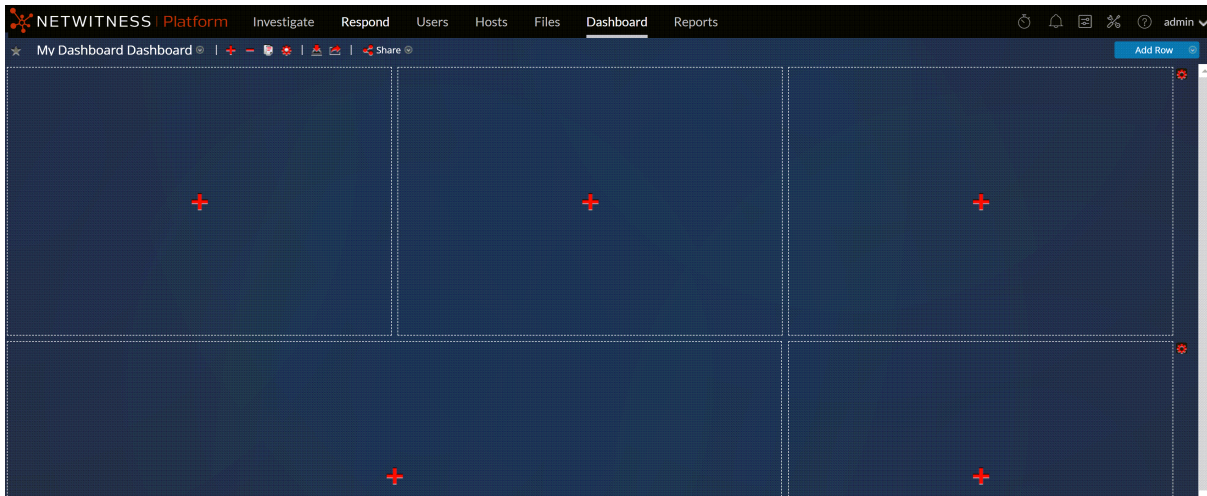 NETWITNESS | Platform Investigate Respond Users Hosts Files Dashboard Reports admin
My Dashboard Dashboard Share Add Row